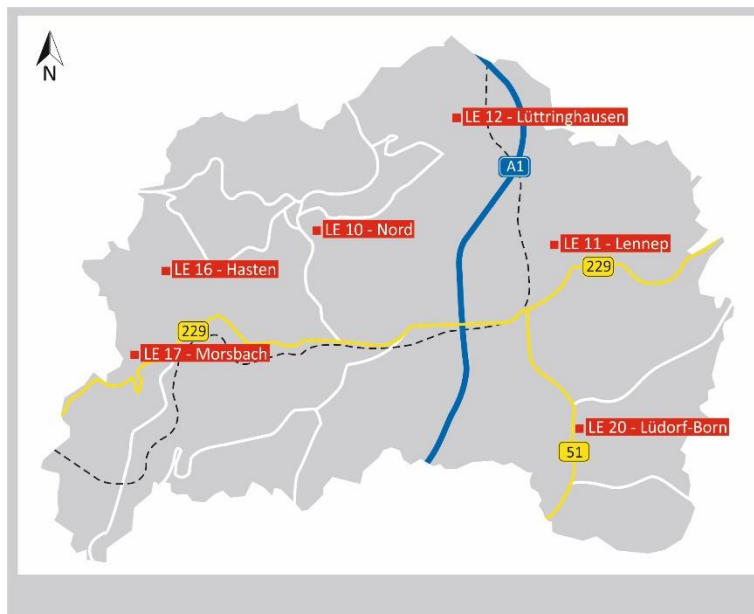 N
LE 12 - Lüttringhausen
A1
LE 10 - Nord
LE 11 - Lennep
229
LE 16 - Hasten
229
LE 17 - Morsbach
LE 20 - Lüdorf-Born
51